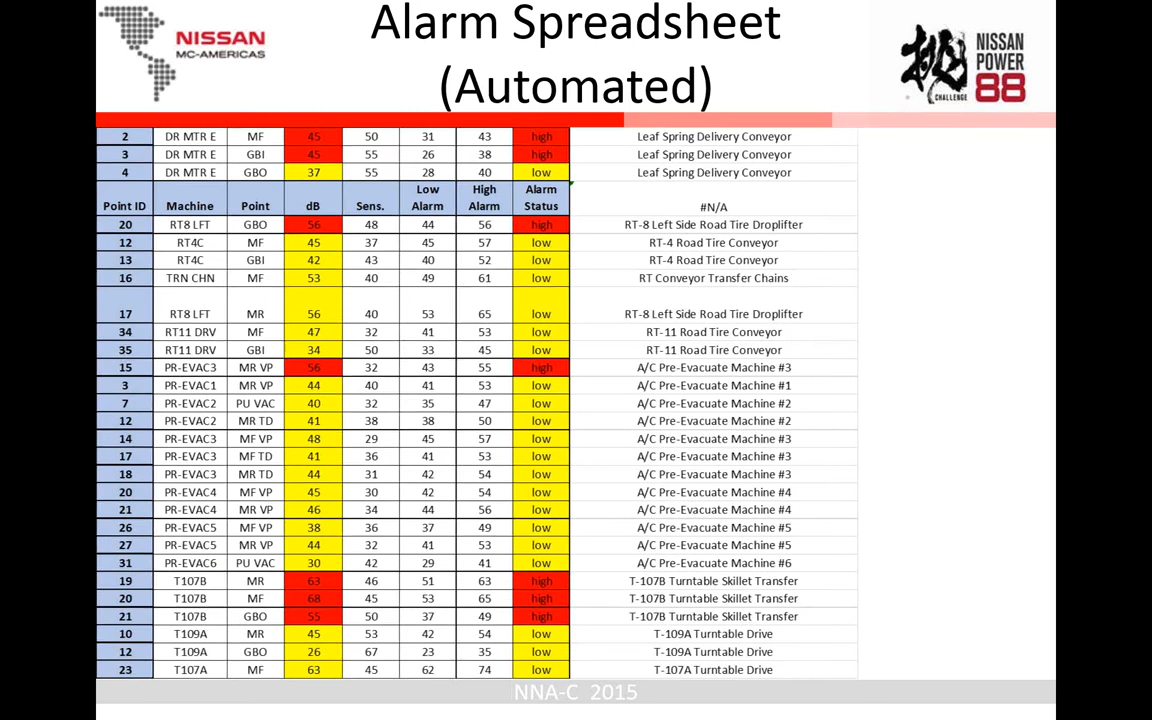 Alarm Spreadsheet
(Automated)
NISSAN
MC-AMERICAS
挑
CHALLENGE
NISSAN
POWER
88
2 DR MTR E MF 45 50 31 43 high Leaf Spring Delivery Conveyor
3 DR MTR E GBI 45 55 26 38 high Leaf Spring Delivery Conveyor
4 DR MTR E GBO 37 55 28 40 low Leaf Spring Delivery Conveyor
Point ID Machine Point dB Sens. Low Alarm High Alarm Alarm Status #N/A
20 RT8 LFT GBO 56 48 44 56 high RT-8 Left Side Road Tire Droplifter
12 RT4C MF 45 37 45 57 low RT-4 Road Tire Conveyor
13 RT4C GBI 42 43 40 52 low RT-4 Road Tire Conveyor
16 TRN CHN MF 53 40 49 61 low RT Conveyor Transfer Chains
17 RT8 LFT MR 56 40 53 65 low RT-8 Left Side Road Tire Droplifter
34 RT11 DRV MF 47 32 41 53 low RT-11 Road Tire Conveyor
35 RT11 DRV GBI 34 50 33 45 low RT-11 Road Tire Conveyor
15 PR-EVAC3 MR VP 56 32 43 55 high A/C Pre-Evacuate Machine #3
3 PR-EVAC1 MR VP 44 40 41 53 low A/C Pre-Evacuate Machine #1
7 PR-EVAC2 PU VAC 40 32 35 47 low A/C Pre-Evacuate Machine #2
12 PR-EVAC2 MR TD 41 38 38 50 low A/C Pre-Evacuate Machine #2
14 PR-EVAC3 MF VP 48 29 45 57 low A/C Pre-Evacuate Machine #3
17 PR-EVAC3 MF TD 41 36 41 53 low A/C Pre-Evacuate Machine #3
18 PR-EVAC3 MR TD 44 31 42 54 low A/C Pre-Evacuate Machine #3
20 PR-EVAC4 MF VP 45 30 42 54 low A/C Pre-Evacuate Machine #4
21 PR-EVAC4 MR VP 46 34 44 56 low A/C Pre-Evacuate Machine #4
26 PR-EVAC5 MF VP 38 36 37 49 low A/C Pre-Evacuate Machine #5
27 PR-EVAC5 MR VP 44 32 41 53 low A/C Pre-Evacuate Machine #5
31 PR-EVAC6 PU VAC 30 42 29 41 low A/C Pre-Evacuate Machine #6
19 T107B MR 63 46 51 63 high T-107B Turntable Skillet Transfer
20 T107B MF 68 45 53 65 high T-107B Turntable Skillet Transfer
21 T107B GBO 55 50 37 49 high T-107B Turntable Skillet Transfer
10 T109A MR 45 53 42 54 low T-109A Turntable Drive
12 T109A GBO 26 67 23 35 low T-109A Turntable Drive
23 T107A MF 63 45 62 74 low T-107A Turntable Drive
NNA-C 2015